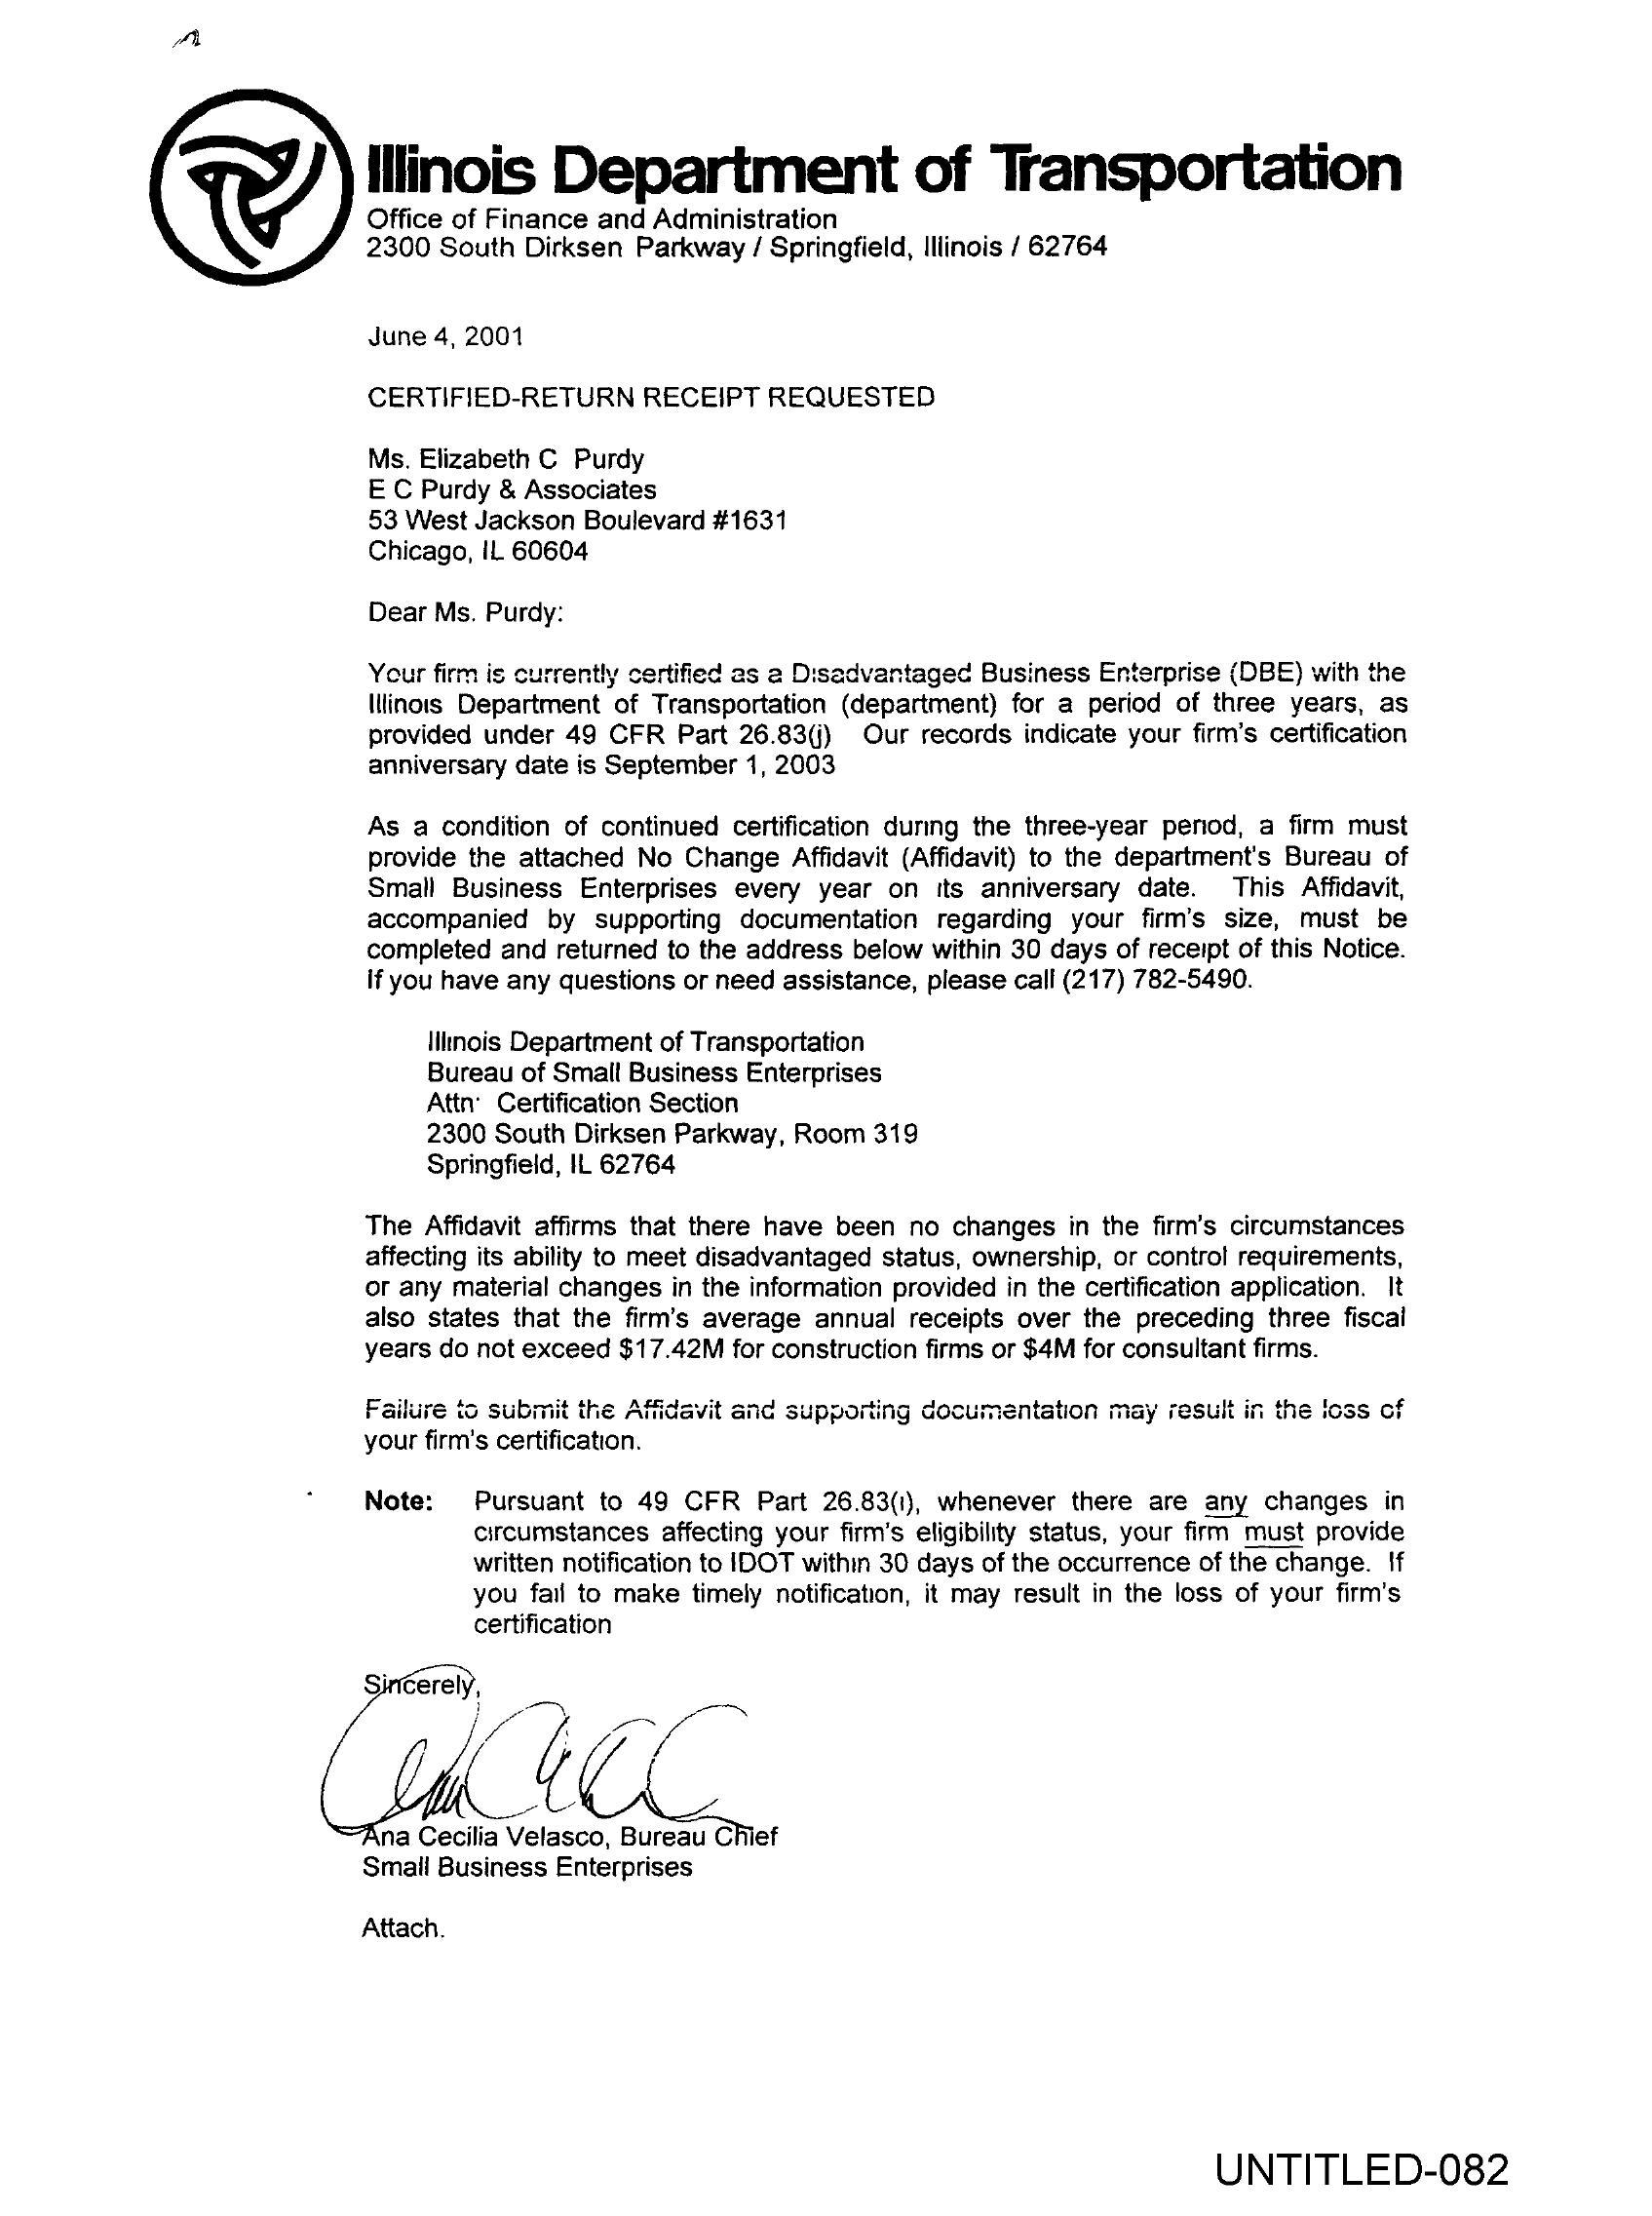 Illinois Department of Transportation
Office of Finance and Administration
2300 South Dirksen Parkway / Springfield, Illinois / 62764
June 4, 2001
CERTIFIED-RETURN RECEIPT REQUESTED
Ms. Elizabeth C Purdy
E C Purdy & Associates
53 West Jackson Boulevard #1631
Chicago, IL 60604
Dear Ms. Purdy:
Your firm is currently certified as a Disadvantaged Business Enterprise (DBE) with the
Illinois Department of Transportation (department) for a period of three years, as
provided under 49 CFR Part 26.83(j) Our records indicate your firm's certification
anniversary date is September 1, 2003
As a condition of continued certification during the three-year period, a firm must
provide the attached No Change Affidavit (Affidavit) to the department's Bureau of
Small Business Enterprises every year on its anniversary date. This Affidavit,
accompanied by supporting documentation regarding your firm's size, must be
completed and returned to the address below within 30 days of receipt of this Notice.
If you have any questions or need assistance, please call (217) 782-5490.
Illinois Department of Transportation
Bureau of Small Business Enterprises
Attn: Certification Section
2300 South Dirksen Parkway, Room 319
Springfield, IL 62764
The Affidavit affirms that there have been no changes in the firm's circumstances
affecting its ability to meet disadvantaged status, ownership, or control requirements,
or any material changes in the information provided in the certification application. It
also states that the firm's average annual receipts over the preceding three fiscal
years do not exceed $17.42M for construction firms or $4M for consultant firms.
Failure to submit the Affidavit and supporting documentation may result in the loss of
your firm's certification.
Note: Pursuant to 49 CFR Part 26.83(i), whenever there are any changes in
circumstances affecting your firm's eligibility status, your firm must provide
written notification to IDOT within 30 days of the occurrence of the change. If
you fail to make timely notification, it may result in the loss of your firm's
certification
Sincerely,
Ana Cecilia Velasco, Bureau Chief
Small Business Enterprises
Attach.
UNTITLED-082